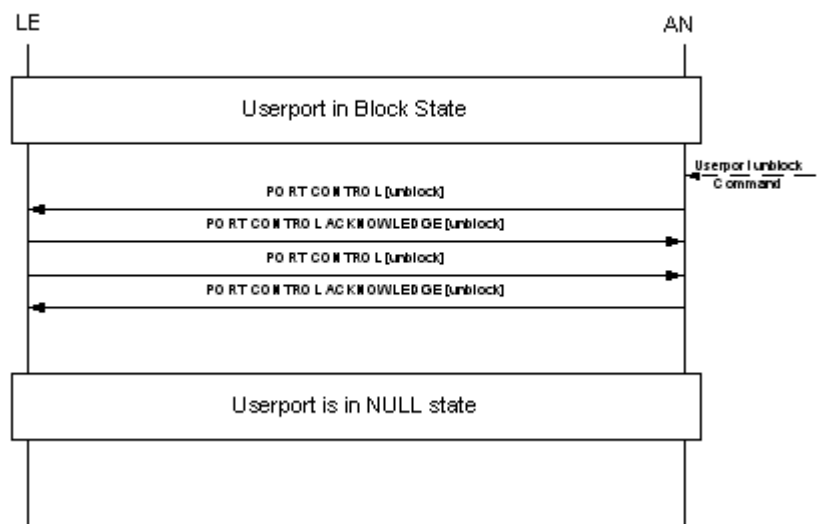 LE
AN
Userport in Block State
Userport unblock
Command
PORT CONTROL [unblock]
PORT CONTROL ACKNOWLEDGE [unblock]
PORT CONTROL [unblock]
PORT CONTROL ACKNOWLEDGE [unblock]
Userport is in NULL state